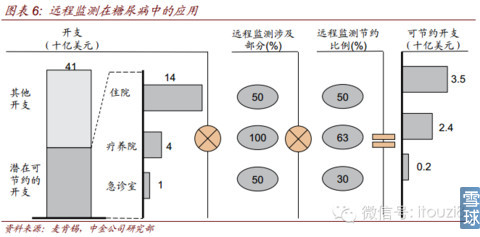 图表 6: 远程监测在糖尿病中的应用
开支
(十亿美元)
远程监测涉及
部分(%)
远程监测节约
比例(%)
可节约开支
(十亿美元)
41
其他
开支
潜在可
节约的
开支
住院
14
疗养院
4
急诊室
1
50
100
50
50
63
30
3.5
2.4
0.2
资料来源: 麦肯锡, 中金公司研究部
微信号: itouzi
雪球